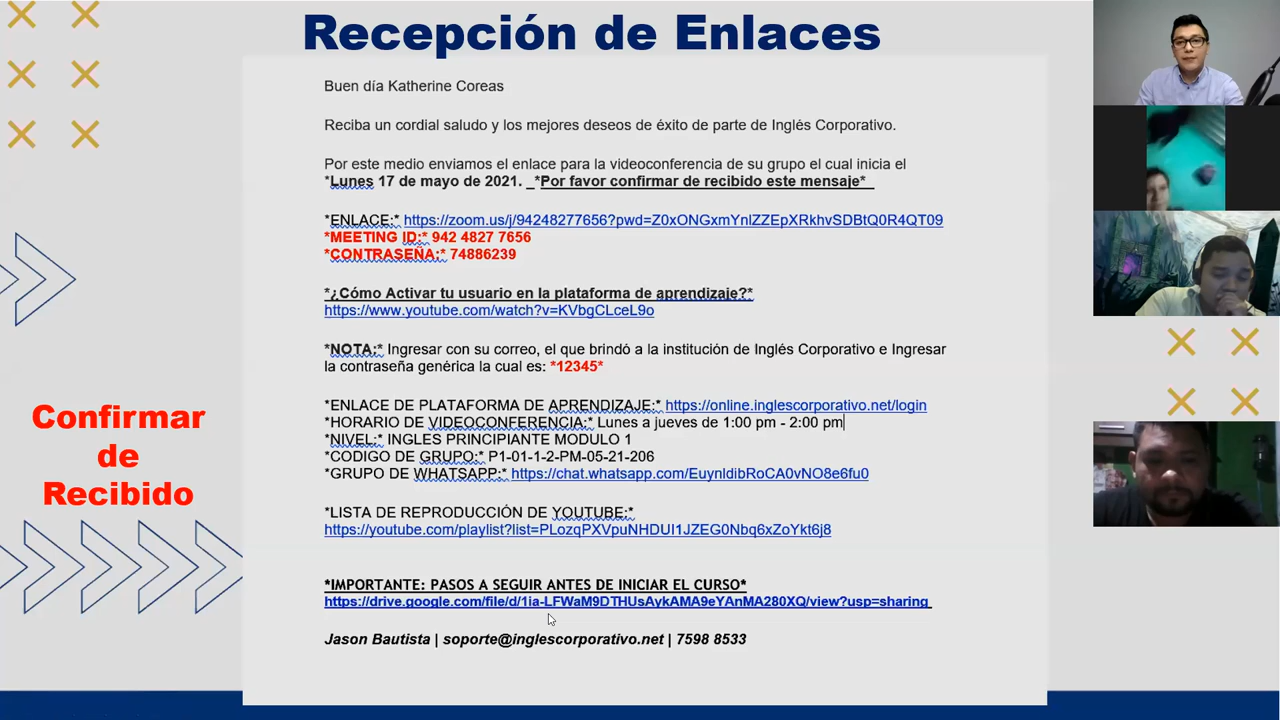 Recepción de Enlaces
Buen día Katherine Coreas
Reciba un cordial saludo y los mejores deseos de éxito de parte de Inglés Corporativo.
Por este medio enviamos el enlace para la videoconferencia de su grupo el cual inicia el
*Lunes 17 de mayo de 2021. _*Por favor confirmar de recibido este mensaje*_
*ENLACE:* https://zoom.us/j/94248277656?pwd=Z0xONGxmYnlZZEpXRkhvSDBtQ0R4QT09
*MEETING ID:* 942 4827 7656
*CONTRASEÑA:* 74886239
*¿Cómo Activar tu usuario en la plataforma de aprendizaje?*
https://www.youtube.com/watch?v=KVbgCLceL9o
*NOTA:* Ingresar con su correo, el que brindó a la institución de Inglés Corporativo e Ingresar
la contraseña genérica la cual es: *12345*
*ENLACE DE PLATAFORMA DE APRENDIZAJE:* https://online.inglescorporativo.net/login
*HORARIO DE VIDEOCONFERENCIA:* Lunes a jueves de 1:00 pm - 2:00 pm
*NIVEL:* INGLES PRINCIPIANTE MODULO 1
*CODIGO DE GRUPO:* P1-01-1-2-PM-05-21-206
*GRUPO DE WHATSAPP:* https://chat.whatsapp.com/EuynIdibRoCA0vNO8e6fu0
*LISTA DE REPRODUCCIÓN DE YOUTUBE:*
https://youtube.com/playlist?list=PLozqPXVpuNHDUI1JZEG0Nbq6xZoYkt6j8
*IMPORTANTE: PASOS A SEGUIR ANTES DE INICIAR EL CURSO*
https://drive.google.com/file/d/1ia-LFWaM9DTHUsAykAMA9eYAnMA280XQ/view?usp=sharing
Jason Bautista | soporte@inglescorporativo.net | 7598 8533
Confirmar
de
Recibido